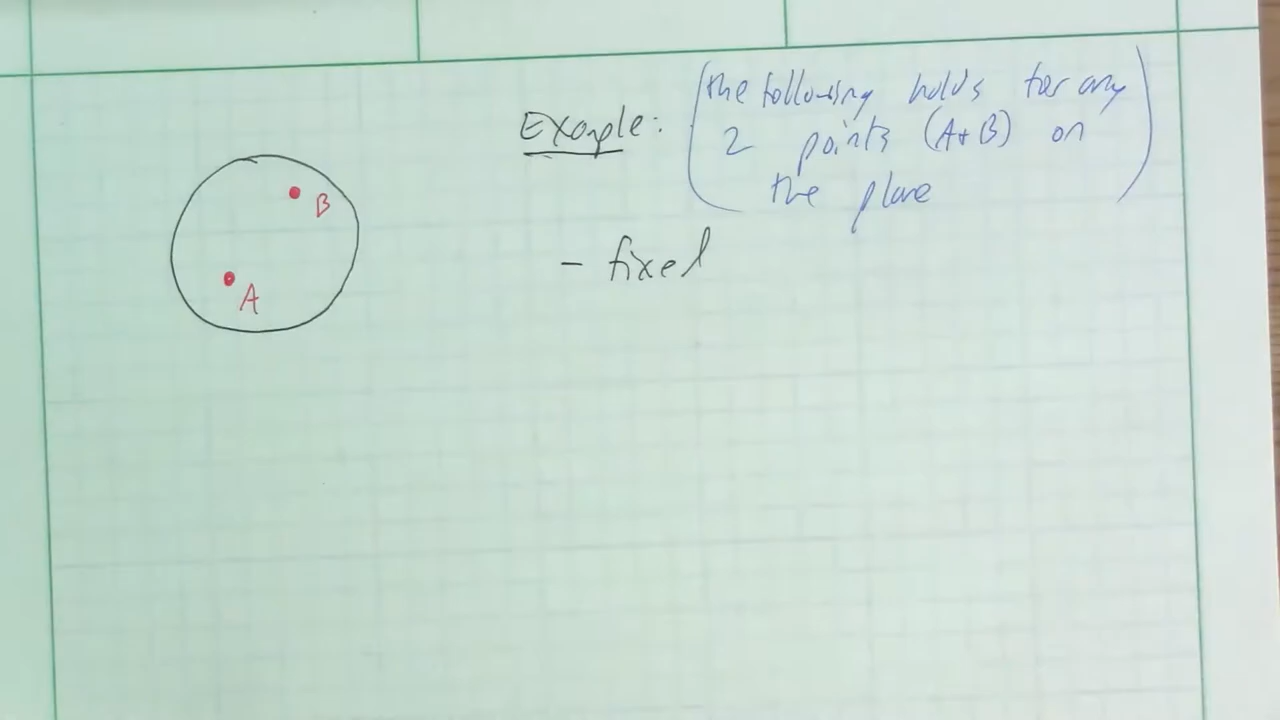 Example:
(the following holds for any
2 points (A+B) on
the plane)
- fixed
B
A